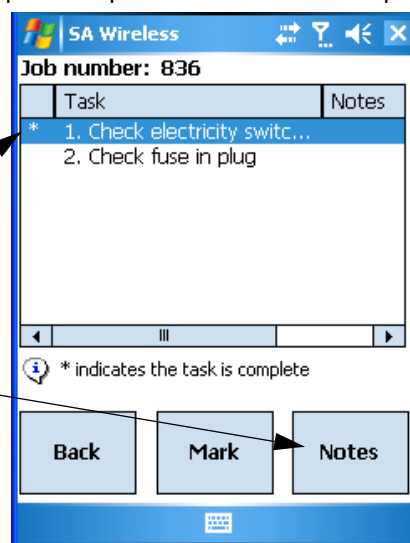 SA Wireless
Job number: 836
Task Notes
* 1. Check electricity switc...
2. Check fuse in plug
* indicates the task is complete
Back Mark Notes